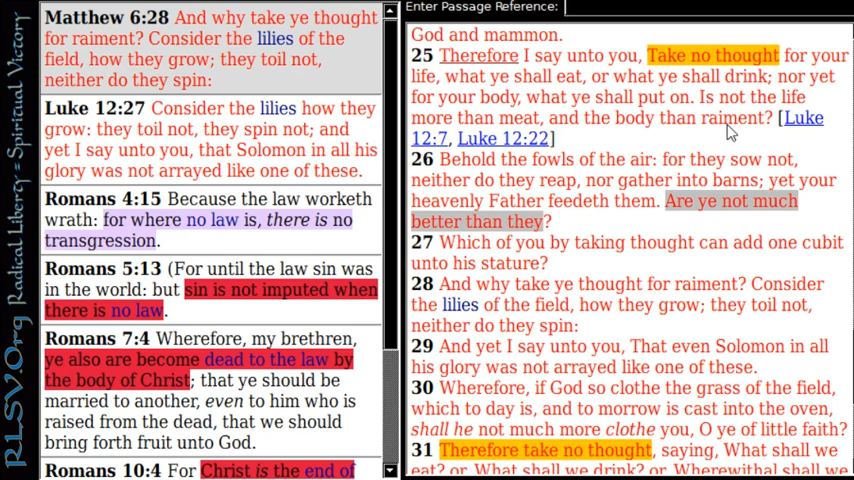 RLSV.Org Radical Liberty = Spiritual Victory
Matthew 6:28 And why take ye thought
for raiment? Consider the lilies of the
field, how they grow; they toil not,
neither do they spin:
Luke 12:27 Consider the lilies how they
grow: they toil not, they spin not; and
yet I say unto you, that Solomon in all his
glory was not arrayed like one of these.
Romans 4:15 Because the law worketh
wrath: for where no law is, there is no
transgression.
Romans 5:13 (For until the law sin was
in the world: but sin is not imputed when
there is no law.
Romans 7:4 Wherefore, my brethren,
ye also are become dead to the law by
the body of Christ; that ye should be
married to another, even to him who is
raised from the dead, that we should
bring forth fruit unto God.
Romans 10:4 For Christ is the end of
Enter Passage Reference:
God and mammon.
25 Therefore I say unto you, Take no thought for your
life, what ye shall eat, or what ye shall drink; nor yet
for your body, what ye shall put on. Is not the life
more than meat, and the body than raiment? [Luke
12:7, Luke 12:22]
26 Behold the fowls of the air: for they sow not,
neither do they reap, nor gather into barns; yet your
heavenly Father feedeth them. Are ye not much
better than they?
27 Which of you by taking thought can add one cubit
unto his stature?
28 And why take ye thought for raiment? Consider
the lilies of the field, how they grow; they toil not,
neither do they spin:
29 And yet I say unto you, That even Solomon in all
his glory was not arrayed like one of these.
30 Wherefore, if God so clothe the grass of the field,
which to day is, and to morrow is cast into the oven,
shall he not much more clothe you, O ye of little faith?
31 Therefore take no thought, saying, What shall we
eat? or, What shall we drink? or, Wherewithal shall we